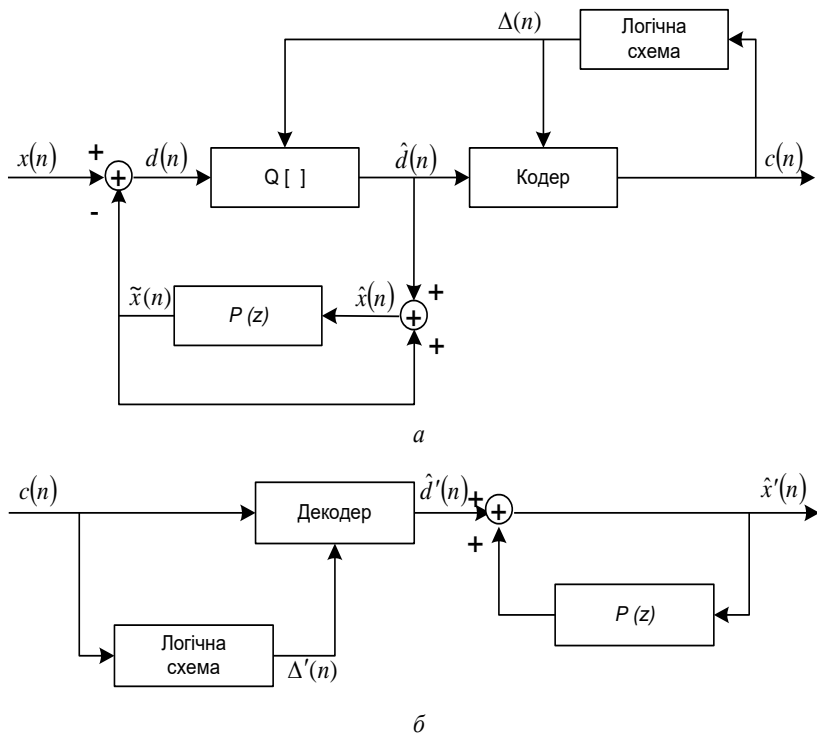 Δ(n)
Логічна
схема
x(n)
+
+
d(n)
Q [ ]
d̂(n)
Кодер
c(n)
-
x̃(n)
P (z)
x̂(n)
+
+
+
а
c(n)
Декодер
d̂′(n)
+
+
x̂′(n)
+
P (z)
Логічна
схема
Δ′(n)
б